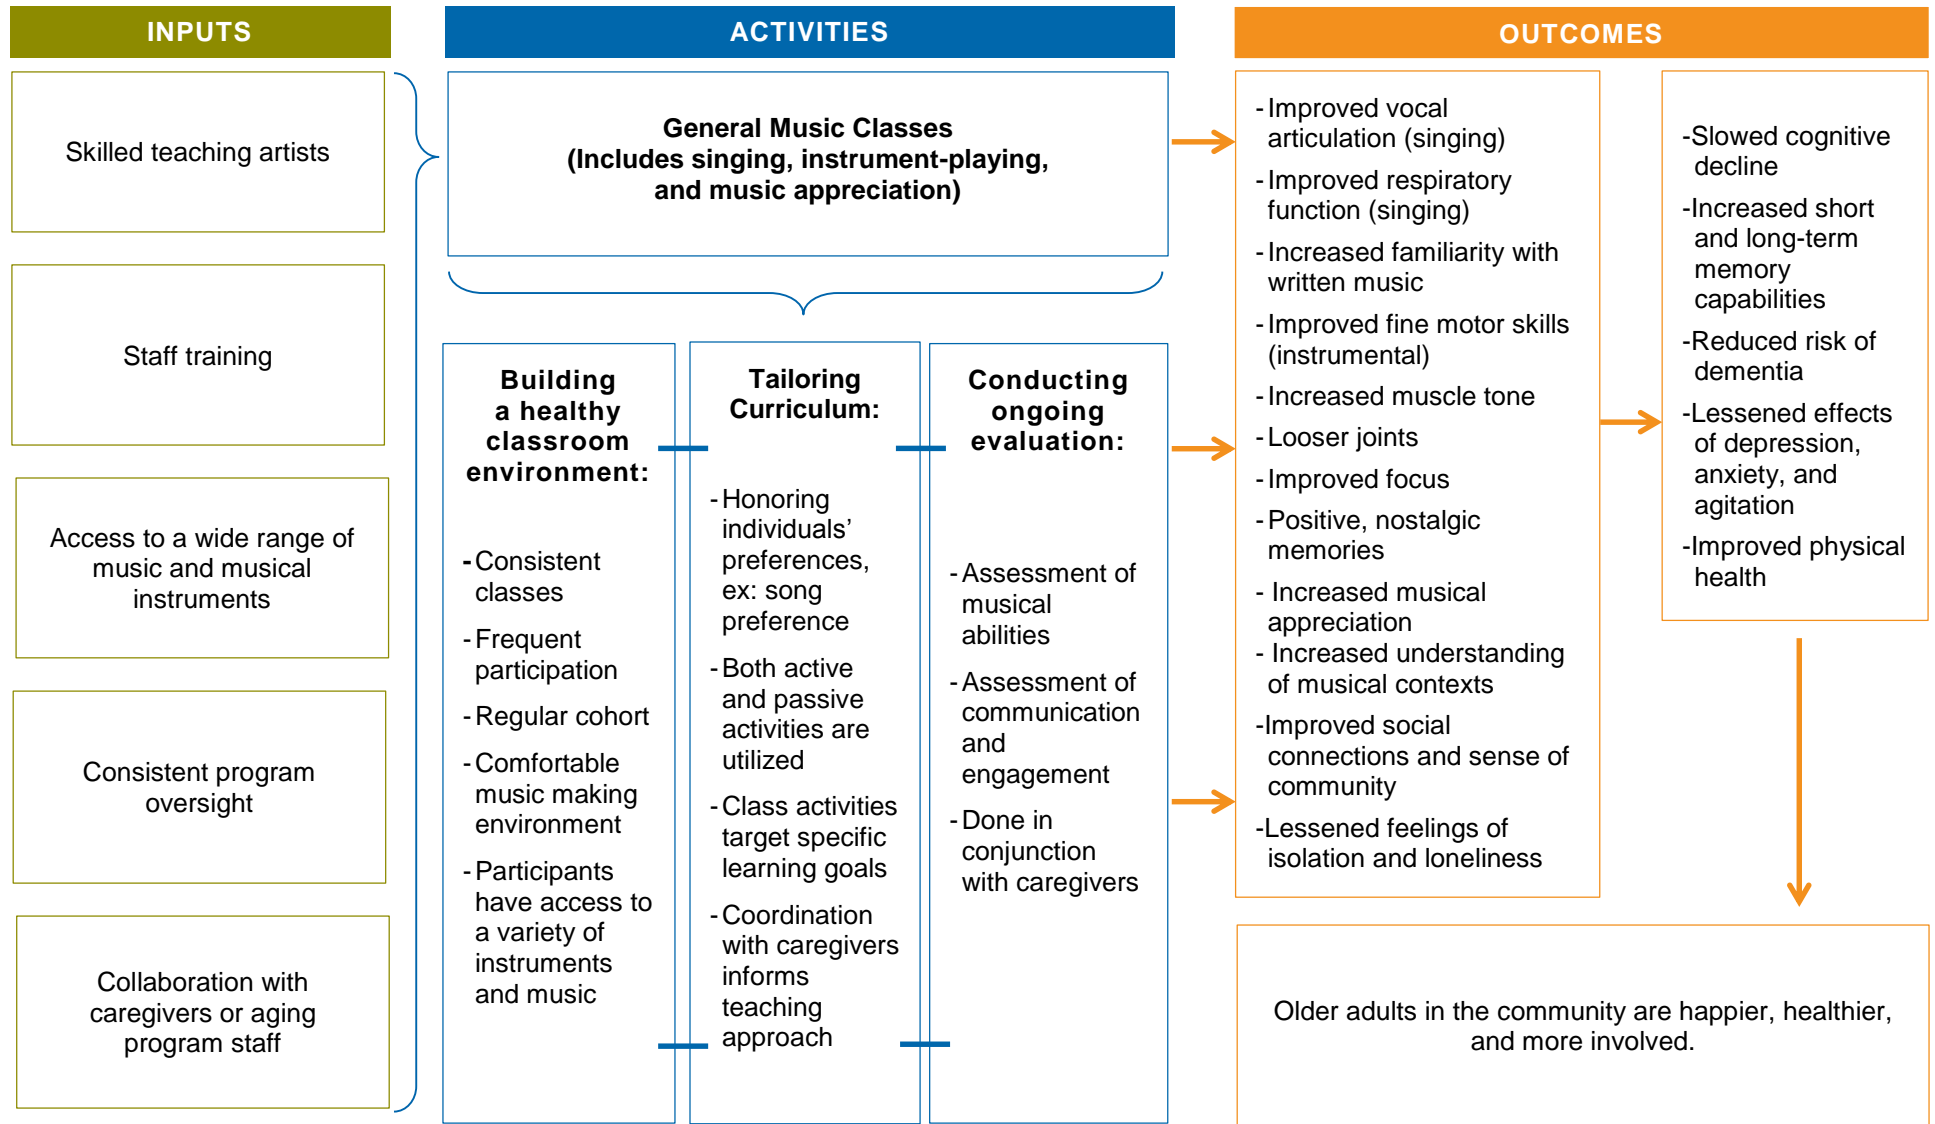 INPUTS
Skilled teaching artists
Staff training
Access to a wide range of
music and musical
instruments
Consistent program
oversight
Collaboration with
caregivers or aging
program staff
ACTIVITIES
General Music Classes
(Includes singing, instrument-playing,
and music appreciation)
Building
a healthy
classroom
environment:
-Consistent
classes
-Frequent
participation
-Regular cohort
-Comfortable
music making
environment
-Participants
have access to
a variety of
instruments
and music
Tailoring
Curriculum:
-Honoring
individuals’
preferences,
ex: song
preference
-Both active
and passive
activities are
utilized
-Class activities
target specific
learning goals
-Coordination
with caregivers
informs
teaching
approach
Conducting
ongoing
evaluation:
-Assessment of
musical
abilities
-Assessment of
communication
and
engagement
-Done in
conjunction
with caregivers
OUTCOMES
-Improved vocal
articulation (singing)
-Improved respiratory
function (singing)
-Increased familiarity with
written music
-Improved fine motor skills
(instrumental)
-Increased muscle tone
-Looser joints
-Improved focus
-Positive, nostalgic
memories
- Increased musical
appreciation
- Increased understanding
of musical contexts
-Improved social
connections and sense of
community
-Lessened feelings of
isolation and loneliness
-Slowed cognitive
decline
-Increased short
and long-term
memory
capabilities
-Reduced risk of
dementia
-Lessened effects
of depression,
anxiety, and
agitation
-Improved physical
health
Older adults in the community are happier, healthier,
and more involved.